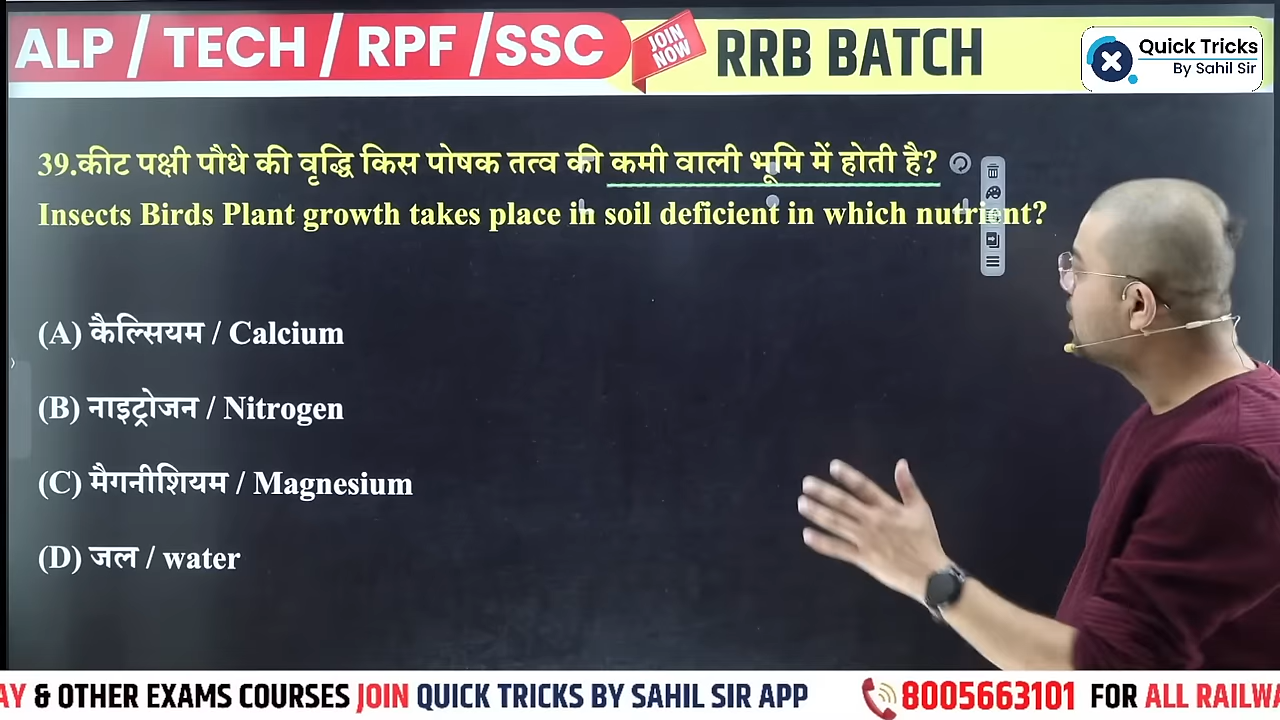 ALP / TECH / RPF / SSC
JOIN NOW
RRB BATCH
Quick Tricks
By Sahil Sir
39.कीट पक्षी पौधे की वृद्धि किस पोषक तत्व की कमी वाली भूमि में होती है?
Insects Birds Plant growth takes place in soil deficient in which nutrient?
(A) कैल्सियम / Calcium
(B) नाइट्रोजन / Nitrogen
(C) मैगनीशियम / Magnesium
(D) जल / water
AY & OTHER EXAMS COURSES JOIN QUICK TRICKS BY SAHIL SIR APP
8005663101 FOR ALL RAILWA